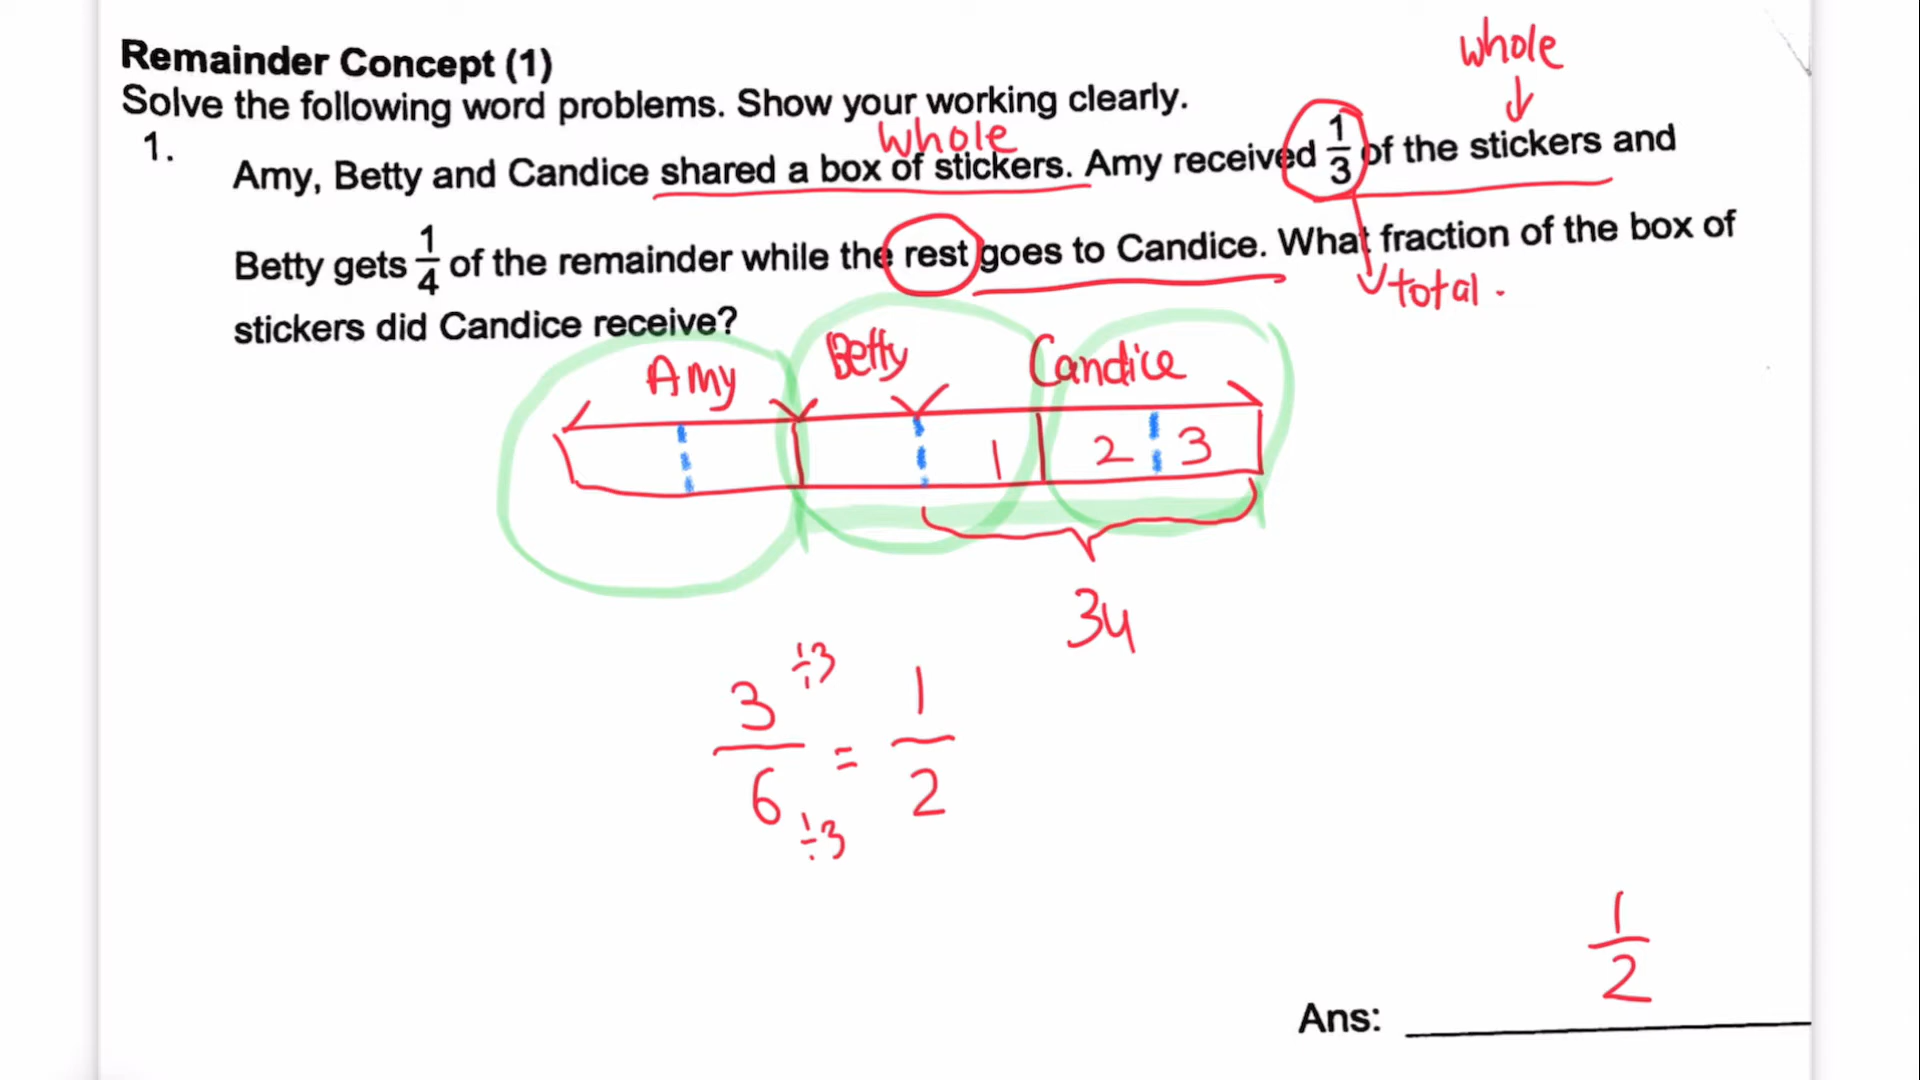 Remainder Concept (1)
Solve the following word problems. Show your working clearly.
whole
whole
1.
Amy, Betty and Candice shared a box of stickers. Amy received 1/3 of the stickers and
Betty gets 1/4 of the remainder while the rest goes to Candice. What fraction of the box of
total.
stickers did Candice receive?
Amy Betty Candice
1 2 3
3u
3/6 = 1/2
÷3
÷3
1/2
Ans: